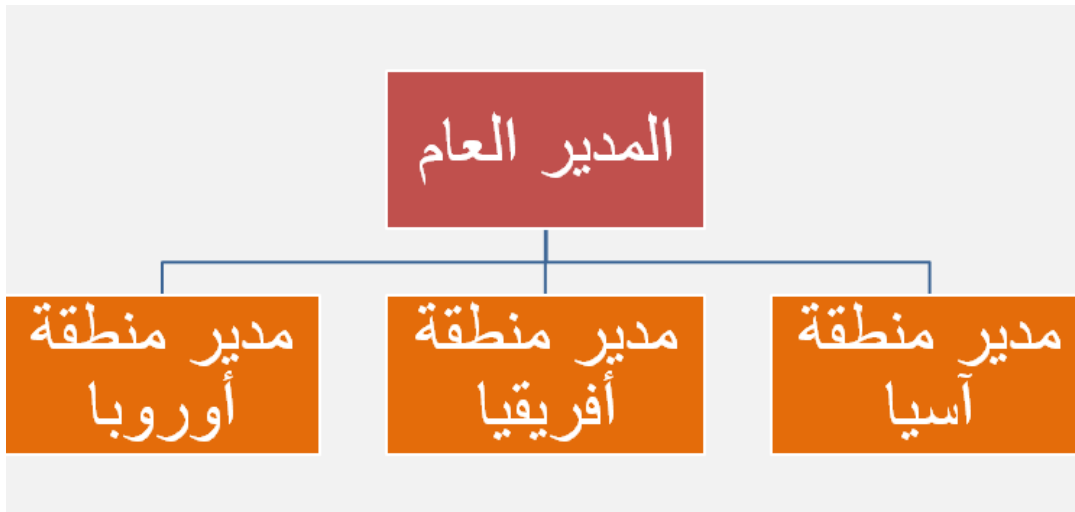 المدير العام
مدير منطقة
آسيا
مدير منطقة
أفريقيا
مدير منطقة
أوروبا